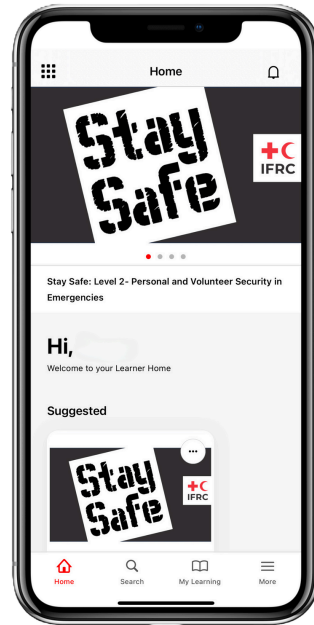 Home
Stay
Safe
IFRC
Stay Safe: Level 2- Personal and Volunteer Security in
Emergencies
Hi,
Welcome to your Learner Home
Suggested
Stay
Safe
IFRC
Home
Search
My Learning
More